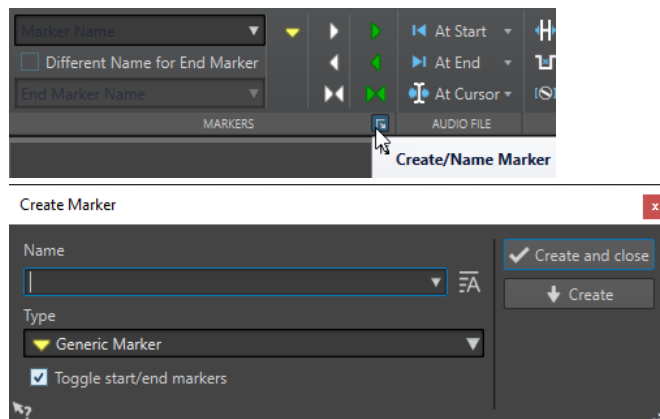 Marker Name
Different Name for End Marker
End Marker Name
MARKERS
At Start
At End
At Cursor
AUDIO FILE
Create/Name Marker
Create Marker
x
Name
A
Type
Generic Marker
Toggle start/end markers
Create and close
Create
?